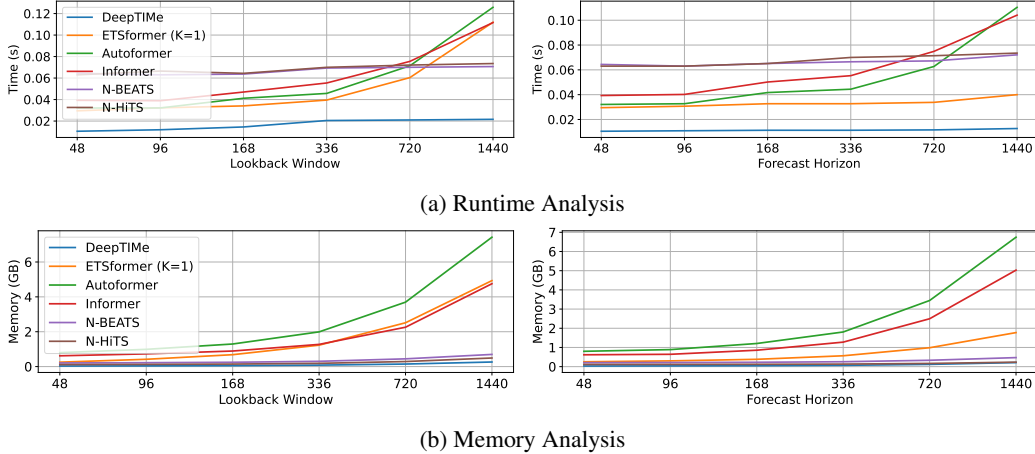 0.12
0.10
0.08
0.06
0.04
0.02
Time (s)
DeepTIMe
ETSformer (K=1)
Autoformer
Informer
N-BEATS
N-HiTS
48 96 168 336 720 1440
Lookback Window
0.10
0.08
0.06
0.04
0.02
Time (s)
48 96 168 336 720 1440
Forecast Horizon
(a) Runtime Analysis
6
4
2
0
Memory (GB)
DeepTIMe
ETSformer (K=1)
Autoformer
Informer
N-BEATS
N-HiTS
48 96 168 336 720 1440
Lookback Window
7
6
5
4
3
2
1
0
Memory (GB)
48 96 168 336 720 1440
Forecast Horizon
(b) Memory Analysis